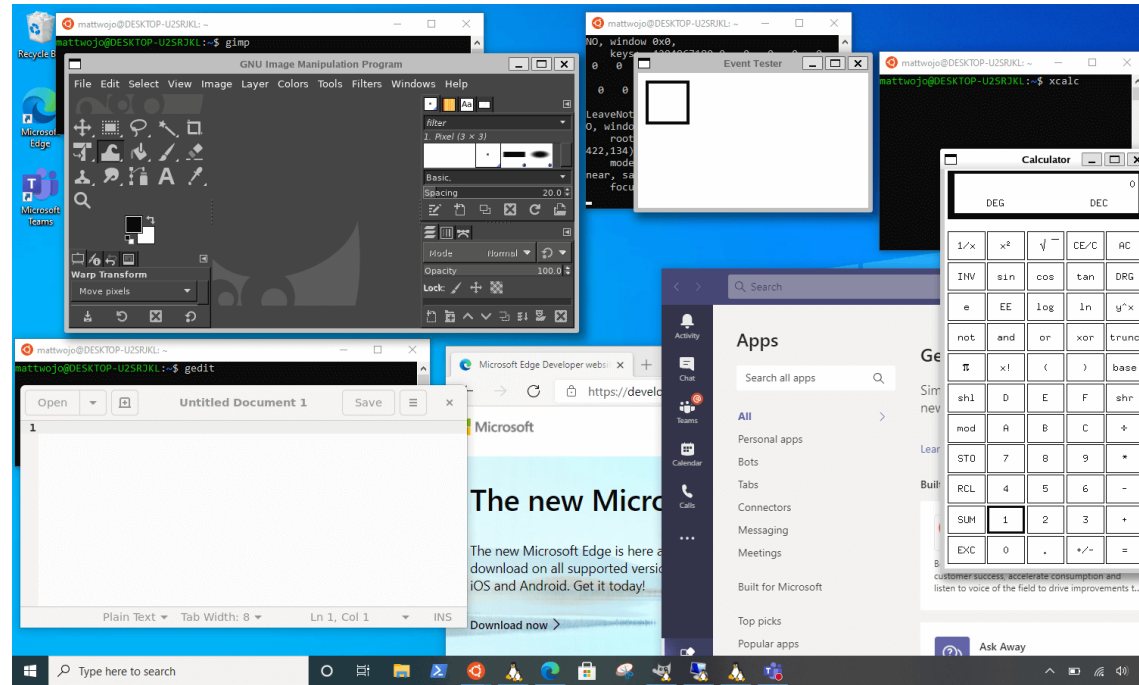 Recycle B
Microsof
Edge
Microsoft
Teams
mattwojo@DESKTOP-U2SRJKL: ~
mattwojo@DESKTOP-U2SRJKL:~$ gimp
GNU Image Manipulation Program
File Edit Select View Image Layer Colors Tools Filters Windows Help
Aa
filter
1. Pixel (3 × 3)
Basic,
Spacing 20.0
Mode Normal
Opacity 100.0
Lock:
Warp Transform
Move pixels
mattwojo@DESKTOP-U2SRJKL: ~
NO, window 0x0,
0 0
0 0
LeaveNot
O, windo
root
422,134)
mode
near, sa
focu
Event Tester
mattwojo@DESKTOP-U2SRJKL: ~
mattwojo@DESKTOP-U2SRJKL:~$ xcalc
Calculator
0
DEG DEC
1/x x² √ CE/C AC
INV sin cos tan DRG
e EE log ln y^x
not and or xor trunc
π x! ( ) base
shl D E F shr
mod A B C ÷
STO 7 8 9 *
RCL 4 5 6 -
SUM 1 2 3 +
EXC 0 . +/- =
mattwojo@DESKTOP-U2SRJKL: ~
mattwojo@DESKTOP-U2SRJKL:~$ gedit
Open Untitled Document 1 Save
1
Plain Text Tab Width: 8 Ln 1, Col 1 INS
Microsoft Edge Developer websi
https://develo
Microsoft
The new Micro
The new Microsoft Edge is here a
download on all supported versio
iOS and Android. Get it today!
Download now
Search
Activity
Chat
Teams
Calendar
Calls
Apps
Search all apps
All
Personal apps
Bots
Tabs
Connectors
Messaging
Meetings
Built for Microsoft
Top picks
Popular apps
Ge
Sim
new
Lear
Buil
B
customer success, accelerate consumption and
listen to voice of the field to drive improvements t...
Ask Away
Type here to search